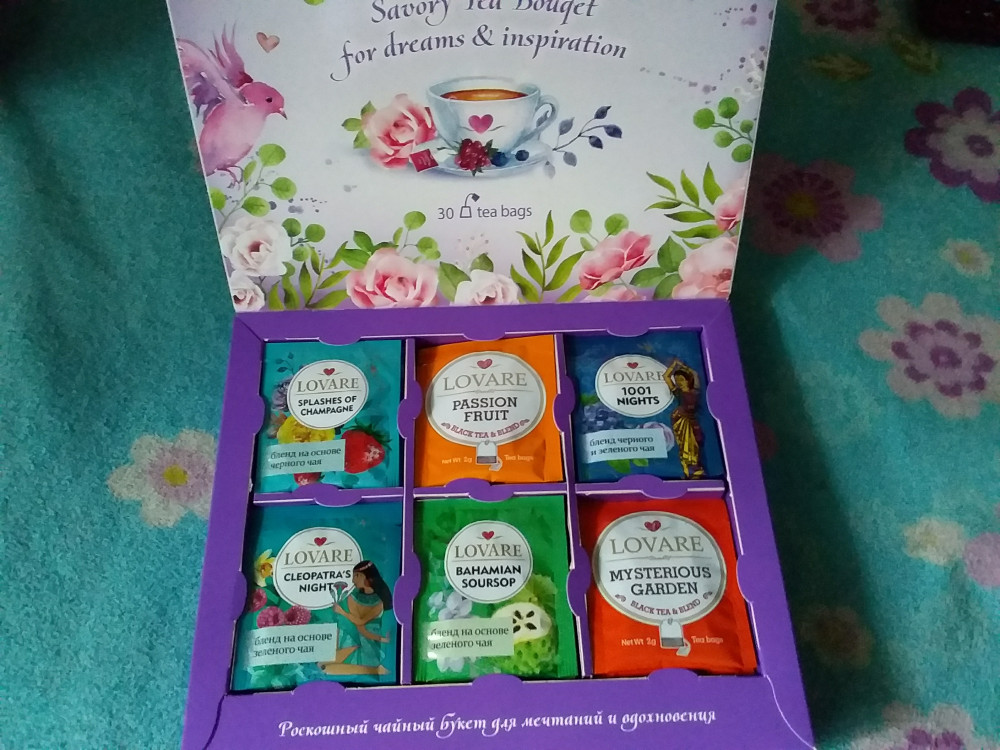 Savory Tea Bouqet
for dreams & inspiration
30 tea bags
LOVARE
SPLASHES OF
CHAMPAGNE
бленд на основе
черного чая
LOVARE
PASSION
FRUIT
BLACK TEA & BLEND
Net Wt. 2g Tea bags
LOVARE
1001
NIGHTS
бленд черного
и зеленого чая
LOVARE
CLEOPATRA'S
NIGHT
бленд на основе
зеленого чая
LOVARE
BAHAMIAN
SOURSOP
бленд на основе
зеленого чая
LOVARE
MYSTERIOUS
GARDEN
BLACK TEA & BLEND
Net Wt. 2g Tea bags
Роскошный чайный букет для мечтаний и вдохновения